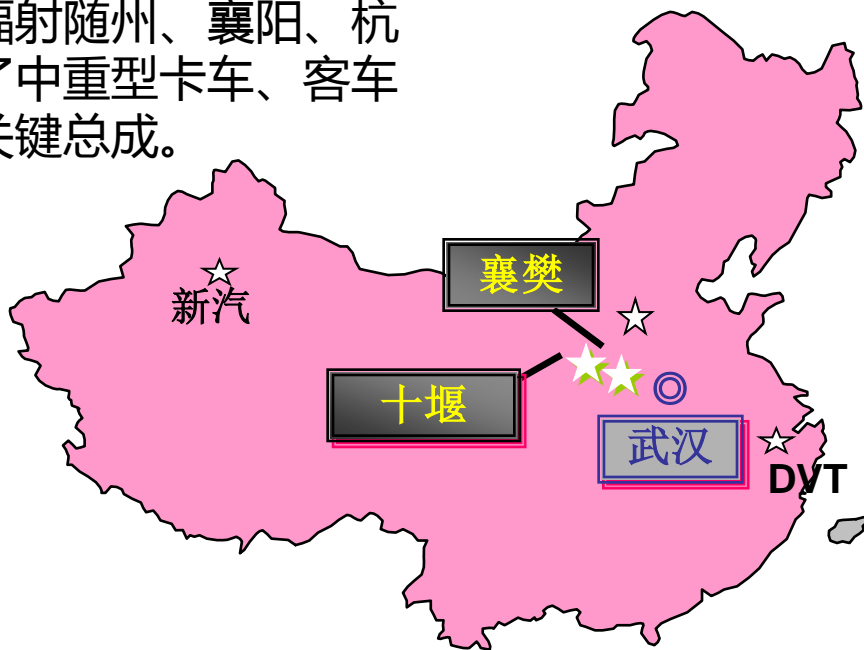 辐射随州、襄阳、杭
了中重型卡车、客车
关键总成。
襄樊
新汽
十堰
武汉
DVT